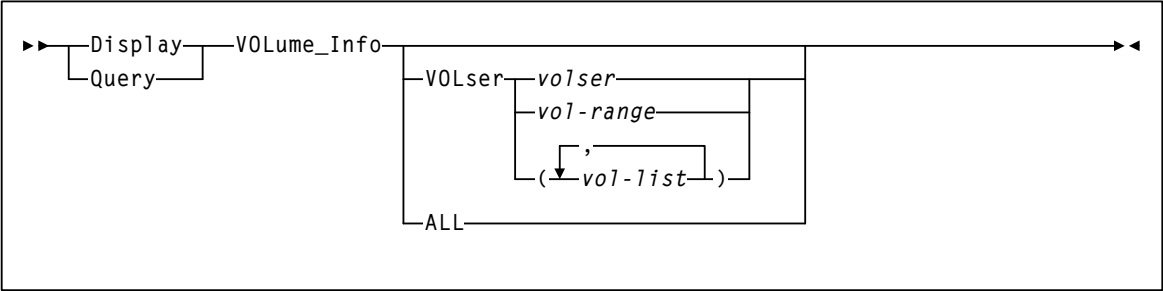 Display VOLume_Info
Query
VOLser volser
vol-range
,
( vol-list )
ALL